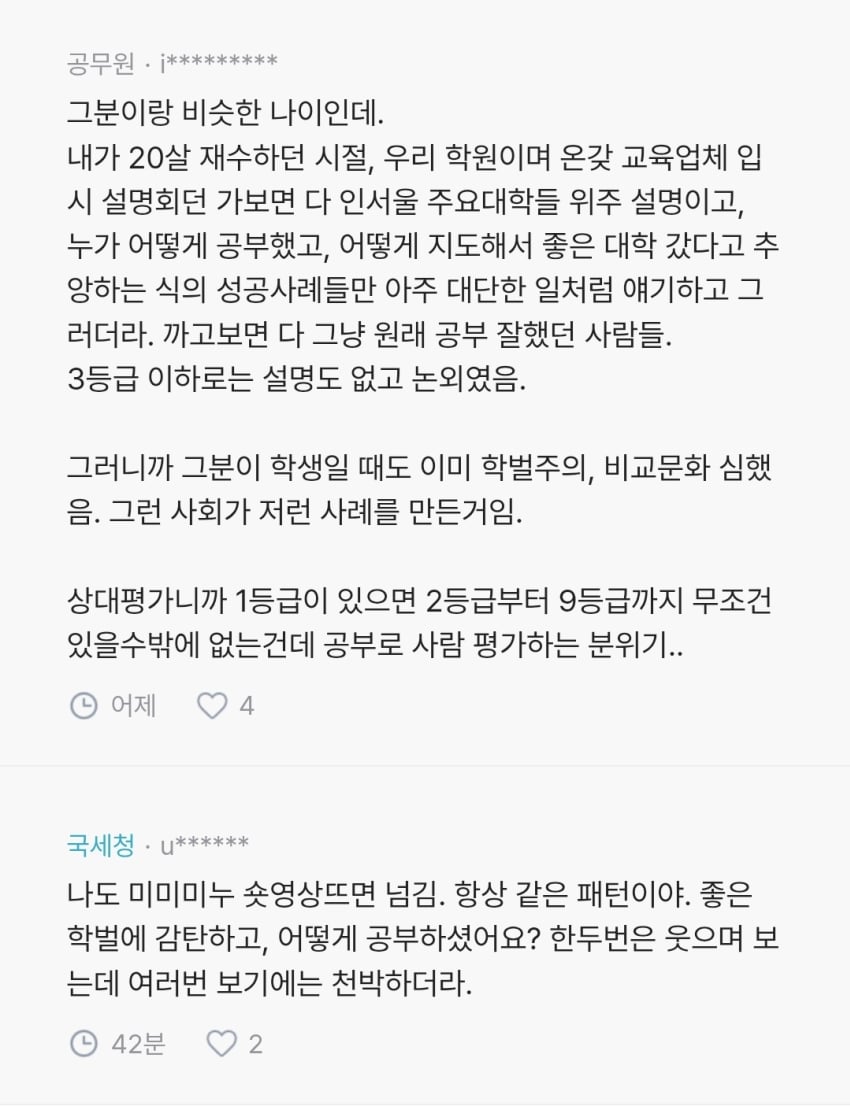 공무원 · i*********
그분이랑 비슷한 나이인데.
내가 20살 재수하던 시절, 우리 학원이며 온갖 교육업체 입
시 설명회던 가보면 다 인서울 주요대학들 위주 설명이고,
누가 어떻게 공부했고, 어떻게 지도해서 좋은 대학 갔다고 추
앙하는 식의 성공사례들만 아주 대단한 일처럼 얘기하고 그
러더라. 까고보면 다 그냥 원래 공부 잘했던 사람들.
3등급 이하로는 설명도 없고 논외였음.
그러니까 그분이 학생일 때도 이미 학벌주의, 비교문화 심했
음. 그런 사회가 저런 사례를 만든거임.
상대평가니까 1등급이 있으면 2등급부터 9등급까지 무조건
있을수밖에 없는건데 공부로 사람 평가하는 분위기..
어제 4
국세청 · u******
나도 미미미누 숏영상뜨면 넘김. 항상 같은 패턴이야. 좋은
학벌에 감탄하고, 어떻게 공부하셨어요? 한두번은 웃으며 보
는데 여러번 보기에는 천박하더라.
42분 2